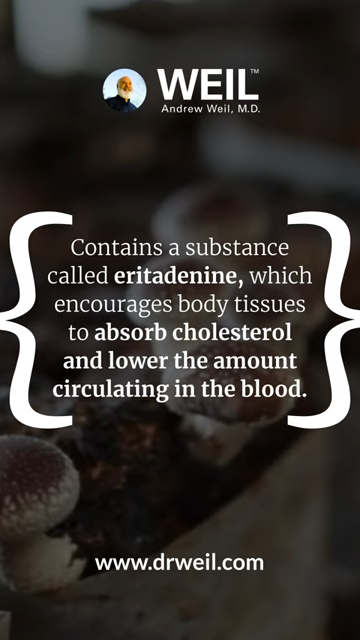 WEIL™
Andrew Weil, M.D.
Contains a substance
called eritadenine, which
encourages body tissues
to absorb cholesterol
and lower the amount
circulating in the blood.
www.drweil.com